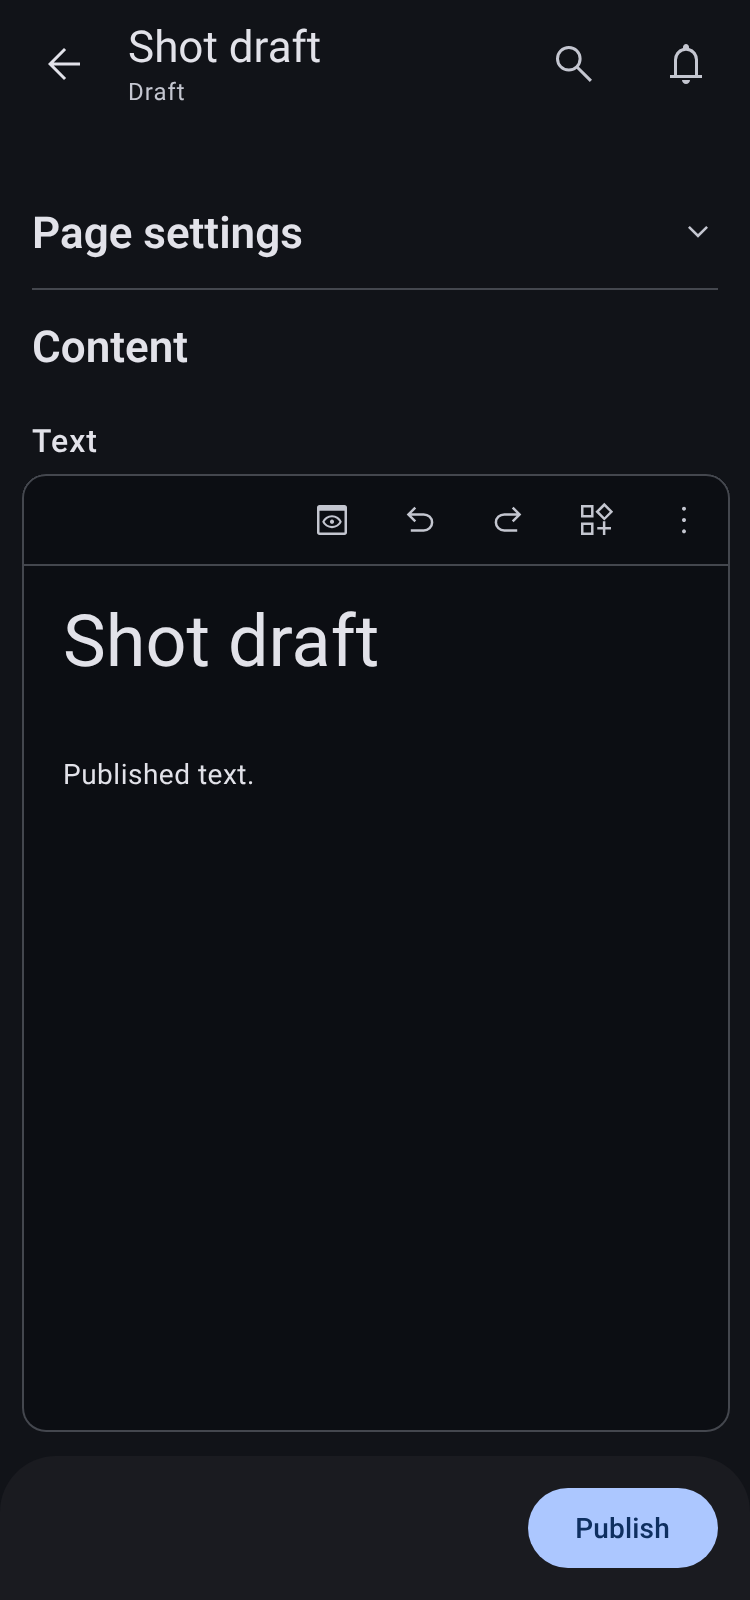 Shot draft
Draft
Page settings
Content
Text
Shot draft
Published text.
Publish